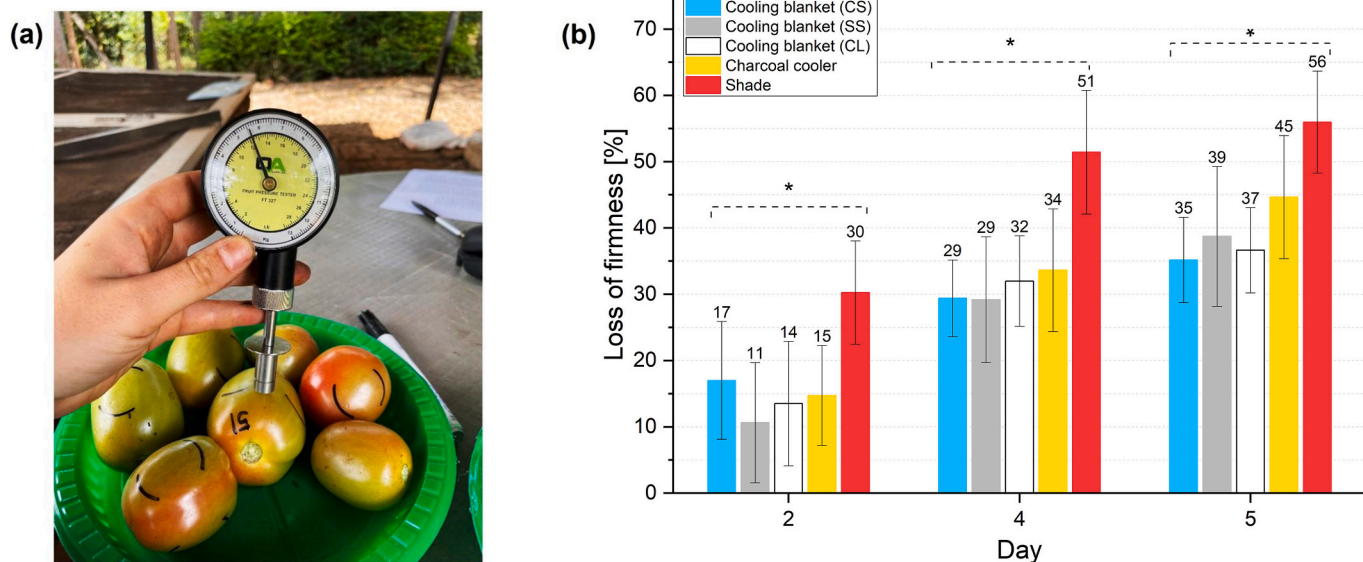 (a)
QA
FRUIT PRESSURE TESTER
FT 327
51
(b)
Cooling blanket (CS)
Cooling blanket (SS)
Cooling blanket (CL)
Charcoal cooler
Shade
Loss of firmness [%]
70
60
50
40
30
20
10
0
*
*
*
17
11
14
15
30
29
29
32
34
51
35
39
37
45
56
2
4
5
Day